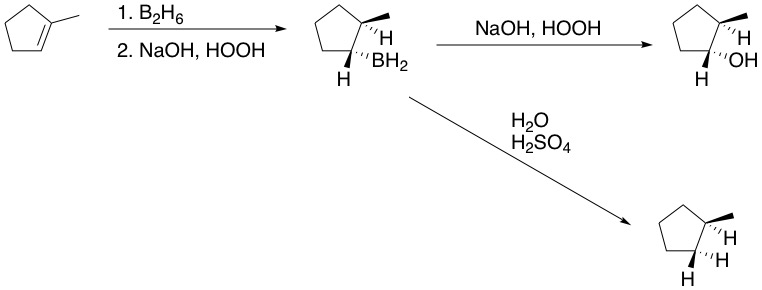 1. B₂H₆
2. NaOH, HOOH
H
BH₂
H
NaOH, HOOH
H
OH
H
H₂O
H₂SO₄
H
H
H